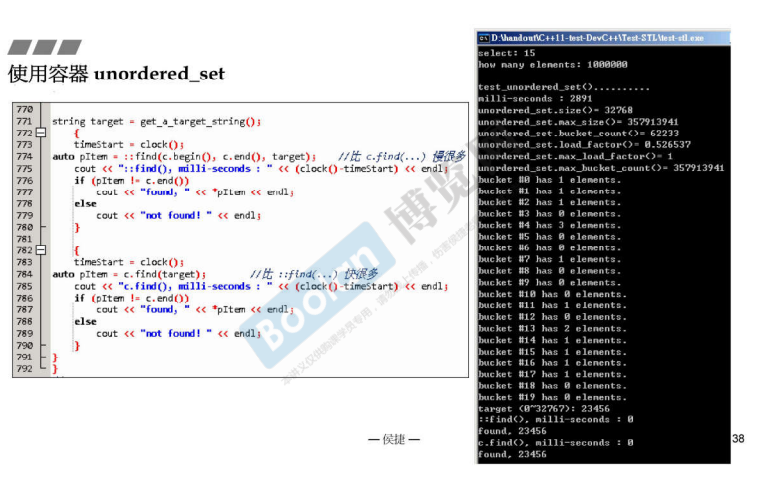 使用容器 unordered_set
770
771 string target = get_a_target_string();
772 {
773 timeStart = clock();
774 auto pItem = ::find(c.begin(), c.end(), target); //比 c.find(...) 慢很多
775 cout << "::find(), milli-seconds : " << (clock()-timeStart) << endl;
776 if (pItem != c.end())
777 cout << "found, " << *pItem << endl;
778 else
779 cout << "not found! " << endl;
780 }
781
782 {
783 timeStart = clock();
784 auto pItem = c.find(target); //比 ::find(...) 快很多
785 cout << "c.find(), milli-seconds : " << (clock()-timeStart) << endl;
786 if (pItem != c.end())
787 cout << "found, " << *pItem << endl;
788 else
789 cout << "not found! " << endl;
790 }
791 }
792 }
Boolan 博览
— 侯捷 —
D:\handout\C++11-test-DevC++\Test-STL\test-stl.exe
select: 15
how many elements: 1000000
test_unordered_set()..........
milli-seconds : 2891
unordered_set.size()= 32768
unordered_set.max_size()= 357913941
unordered_set.bucket_count()= 62233
unordered_set.load_factor()= 0.526537
unordered_set.max_load_factor()= 1
unordered_set.max_bucket_count()= 357913941
bucket #0 has 1 elements.
bucket #1 has 1 elements.
bucket #2 has 1 elements.
bucket #3 has 0 elements.
bucket #4 has 3 elements.
bucket #5 has 0 elements.
bucket #6 has 0 elements.
bucket #7 has 1 elements.
bucket #8 has 0 elements.
bucket #9 has 0 elements.
bucket #10 has 0 elements.
bucket #11 has 1 elements.
bucket #12 has 0 elements.
bucket #13 has 2 elements.
bucket #14 has 1 elements.
bucket #15 has 1 elements.
bucket #16 has 1 elements.
bucket #17 has 1 elements.
bucket #18 has 0 elements.
bucket #19 has 0 elements.
target (0~32767): 23456
::find(), milli-seconds : 0
found, 23456
c.find(), milli-seconds : 0
found, 23456
38